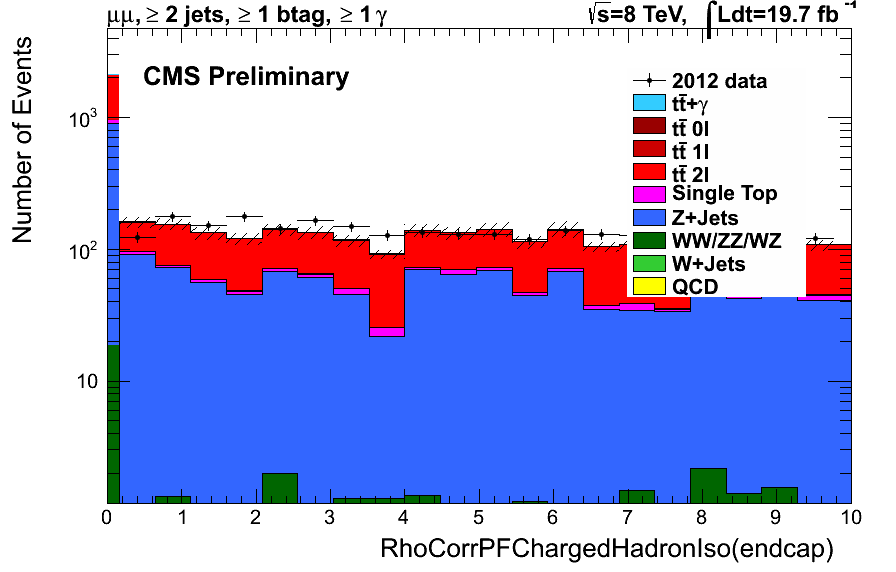 μμ, ≥ 2 jets, ≥ 1 btag, ≥ 1 γ
√s=8 TeV, ∫Ldt=19.7 fb⁻¹
CMS Preliminary
Number of Events
10³
10²
10
2012 data
tt̄+γ
tt̄ 0l
tt̄ 1l
tt̄ 2l
Single Top
Z+Jets
WW/ZZ/WZ
W+Jets
QCD
0 1 2 3 4 5 6 7 8 9 10
RhoCorrPFChargedHadronIso(endcap)